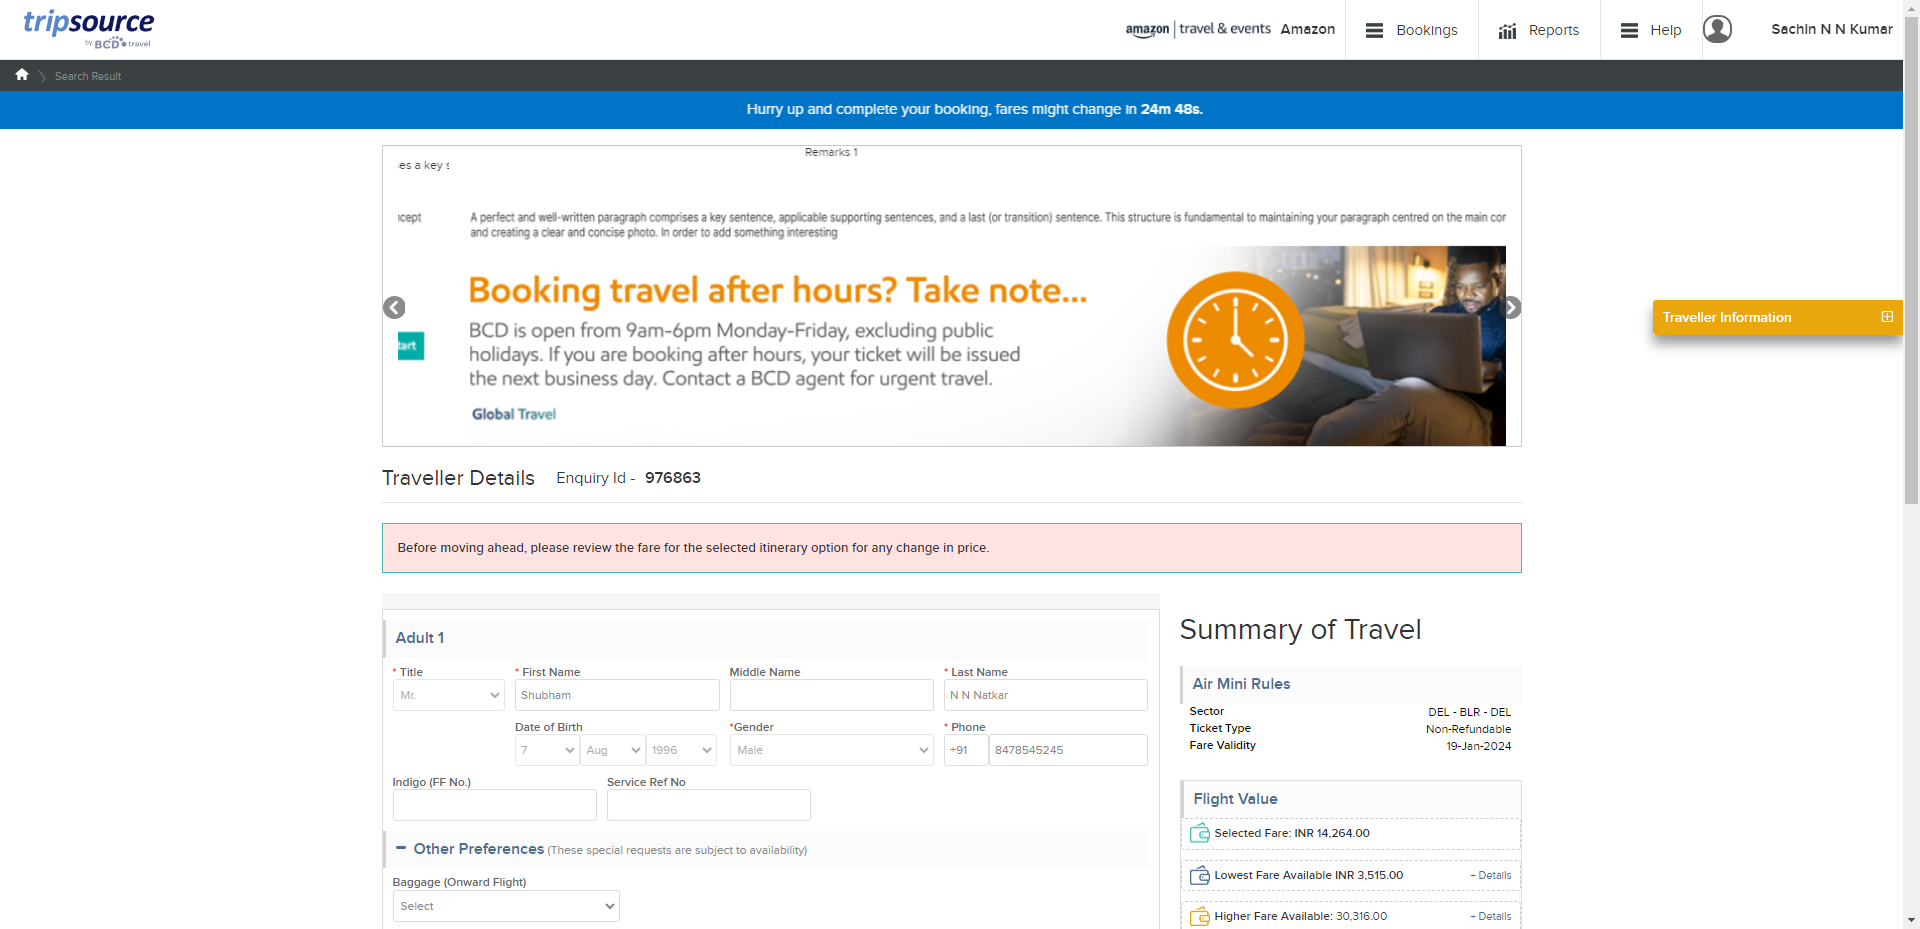 tripsource
by BCD travel
amazon travel & events Amazon
Bookings
Reports
Help
Sachin N N Kumar
Search Result
Hurry up and complete your booking, fares might change in 24m 48s.
Remarks 1
es a key s
ncept
A perfect and well-written paragraph comprises a key sentence, applicable supporting sentences, and a last (or transition) sentence. This structure is fundamental to maintaining your paragraph centred on the main cor
and creating a clear and concise photo. In order to add something interesting
Booking travel after hours? Take note...
BCD is open from 9am-6pm Monday-Friday, excluding public
holidays. If you are booking after hours, your ticket will be issued
the next business day. Contact a BCD agent for urgent travel.
tart
Global Travel
Traveller Information
Traveller Details Enquiry Id - 976863
Before moving ahead, please review the fare for the selected itinerary option for any change in price.
Adult 1
* Title * First Name Middle Name * Last Name
Mr. Shubham N N Natkar
Date of Birth *Gender * Phone
7 Aug 1996 Male +91 8478545245
Indigo (FF No.) Service Ref No
Other Preferences (These special requests are subject to availability)
Baggage (Onward Flight)
Select
Summary of Travel
Air Mini Rules
Sector DEL - BLR - DEL
Ticket Type Non-Refundable
Fare Validity 19-Jan-2024
Flight Value
Selected Fare: INR 14,264.00
Lowest Fare Available INR 3,515.00 + Details
Higher Fare Available: 30,316.00 + Details